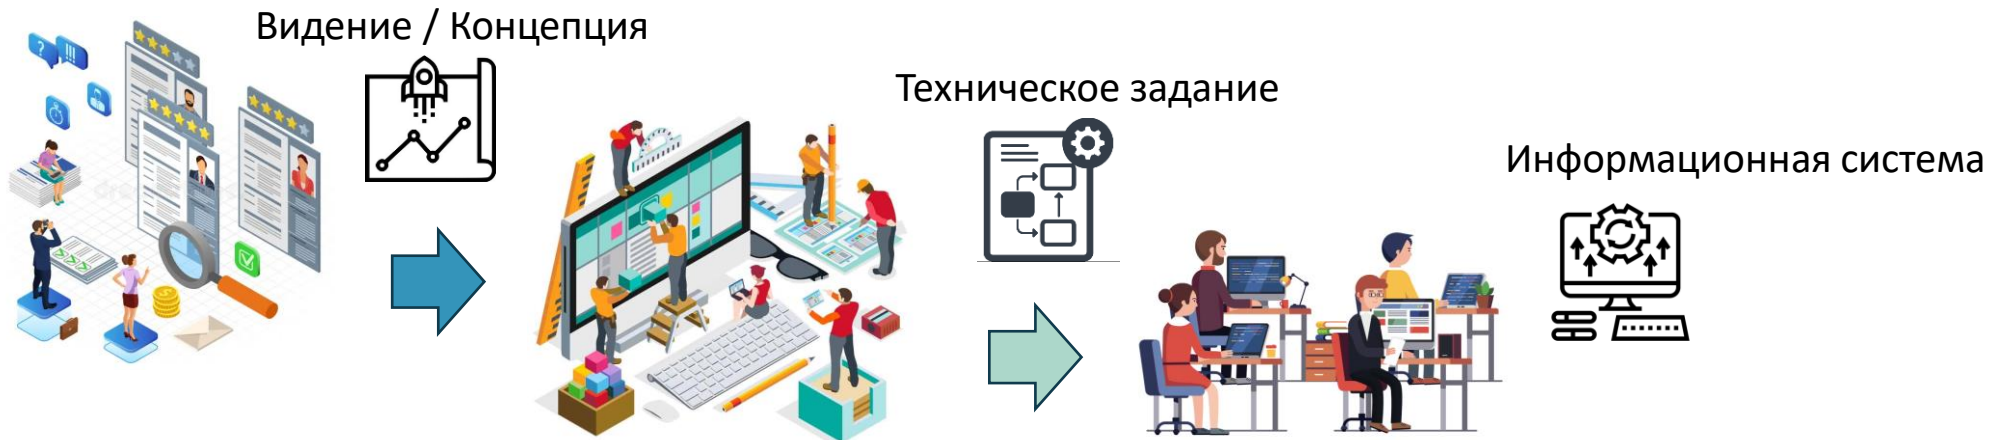 Видение / Концепция
Техническое задание
Информационная система